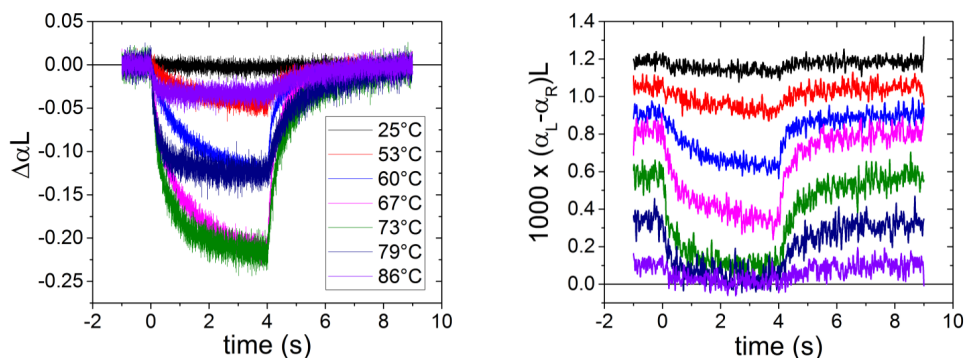 0.05
0.00
-0.05
-0.10
-0.15
-0.20
-0.25
ΔαL
-2 0 2 4 6 8 10
time (s)
25°C
53°C
60°C
67°C
73°C
79°C
86°C
1.4
1.2
1.0
0.8
0.6
0.4
0.2
0.0
1000 x (αL-αR)L
-2 0 2 4 6 8 10
time (s)